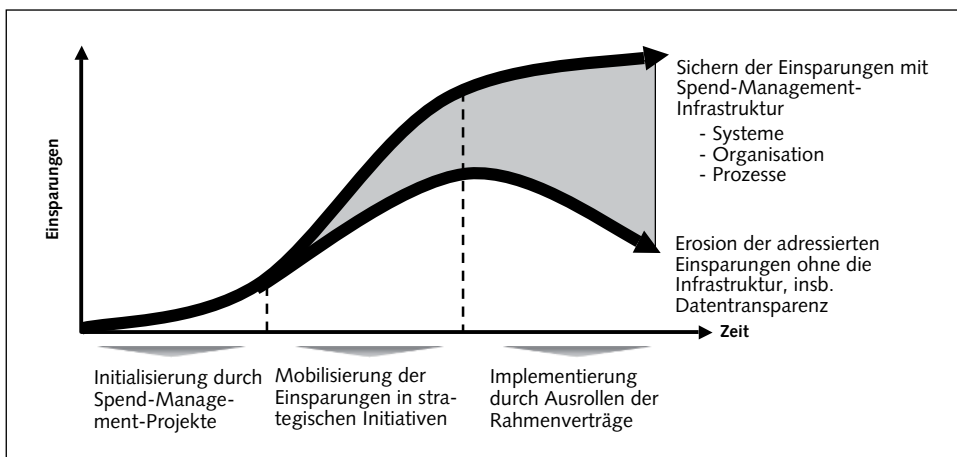 Einsparungen
Sichern der Einsparungen mit
Spend-Management-
Infrastruktur
- Systeme
- Organisation
- Prozesse
Erosion der adressierten
Einsparungen ohne die
Infrastruktur, insb.
Datentransparenz
Zeit
Initialisierung durch
Spend-Manage-
ment-Projekte
Mobilisierung der
Einsparungen in stra-
tegischen Initiativen
Implementierung
durch Ausrollen der
Rahmenverträge